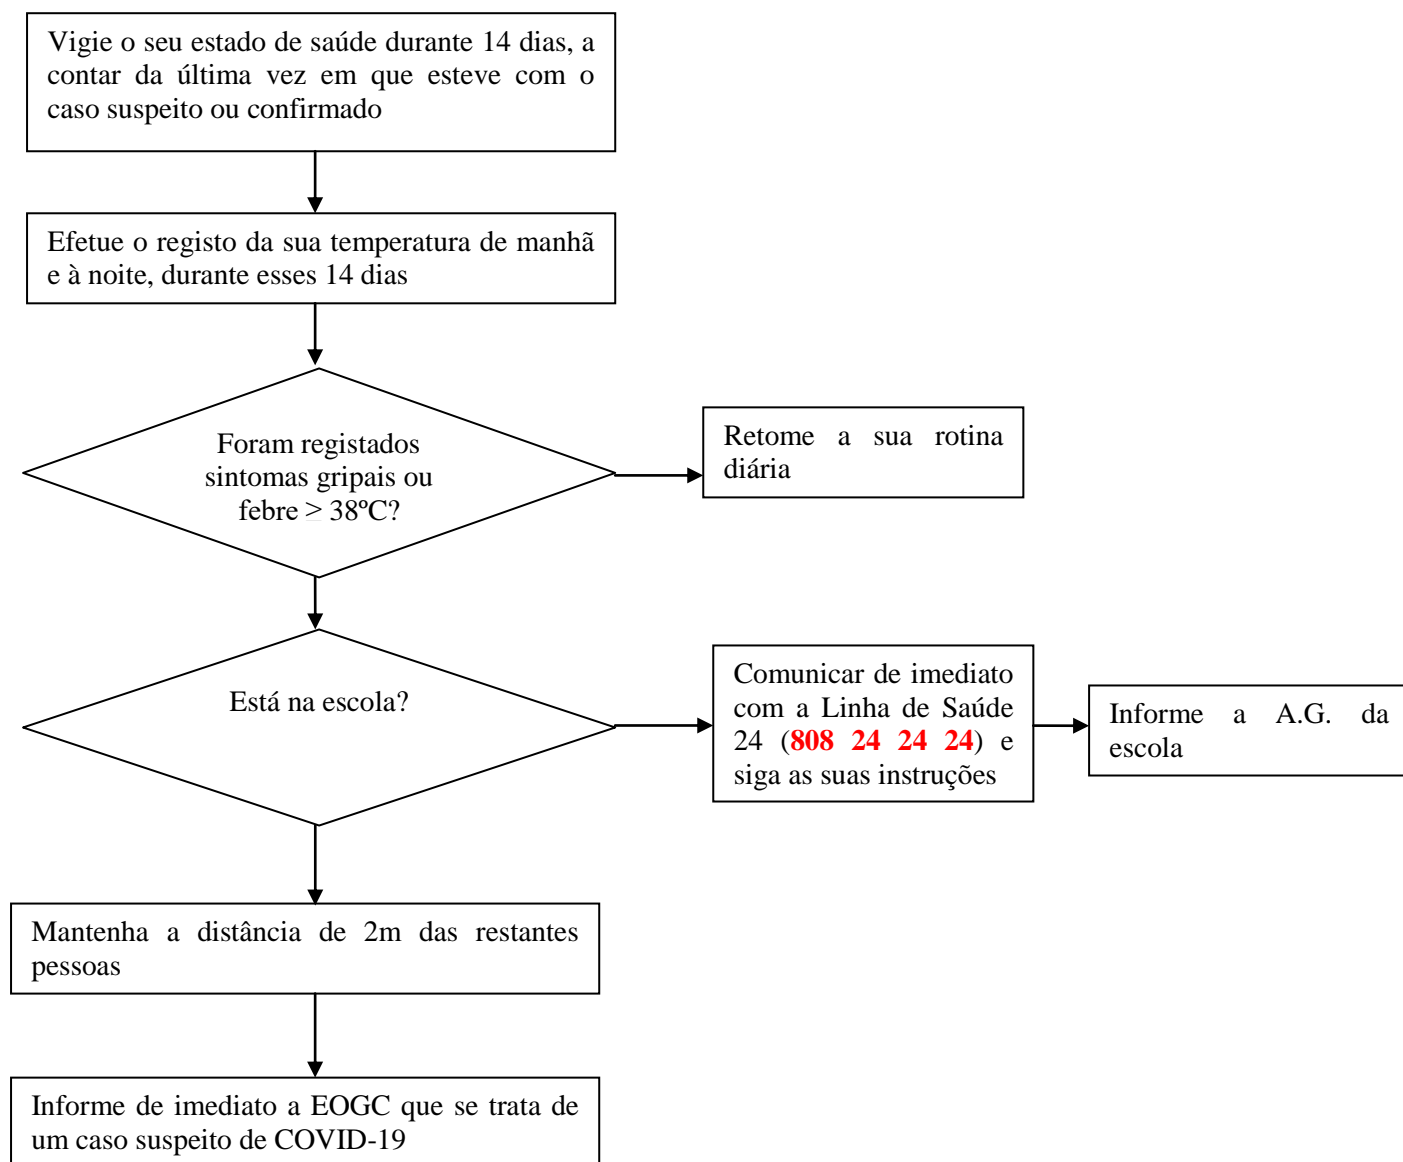 Vigie o seu estado de saúde durante 14 dias, a
contar da última vez em que esteve com o
caso suspeito ou confirmado
Efetue o registo da sua temperatura de manhã
e à noite, durante esses 14 dias
Foram registados
sintomas gripais ou
febre ≥ 38ºC?
Retome a sua rotina
diária
Está na escola?
Comunicar de imediato
com a Linha de Saúde
24 (808 24 24 24) e
siga as suas instruções
Informe a A.G. da
escola
Mantenha a distância de 2m das restantes
pessoas
Informe de imediato a EOGC que se trata de
um caso suspeito de COVID-19